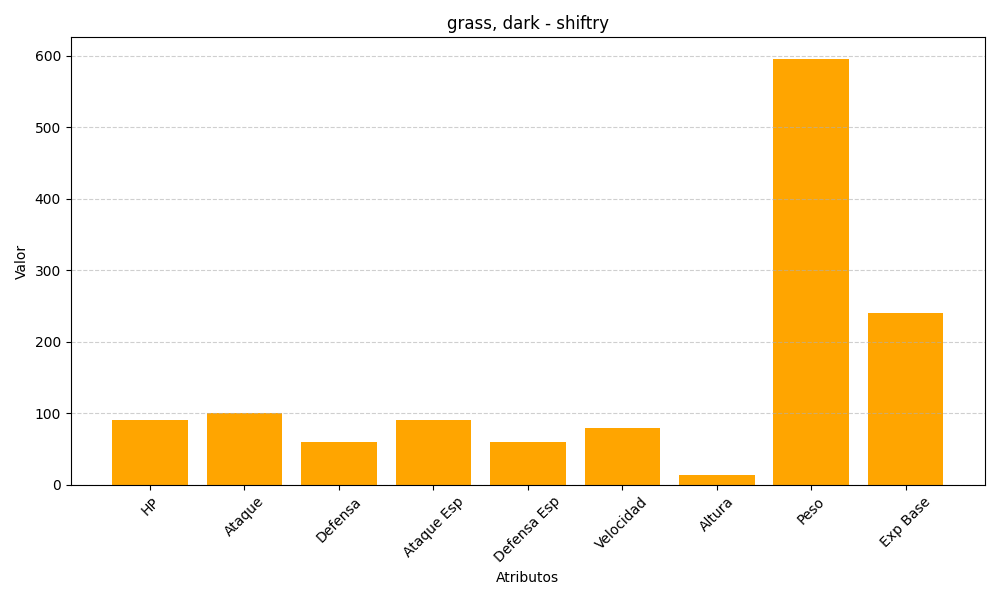 grass, dark - shiftry
600
500
400
300
200
100
0
Valor
HP
Ataque
Defensa
Ataque Esp
Defensa Esp
Velocidad
Altura
Peso
Exp Base
Atributos